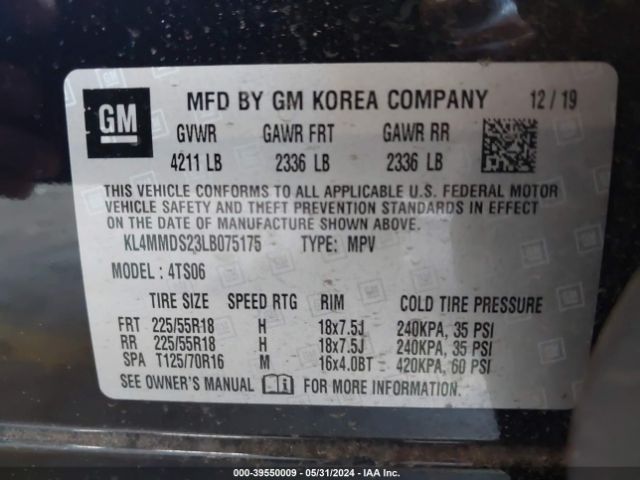 GM MFD BY GM KOREA COMPANY 12/19
GVWR GAWR FRT GAWR RR
4211 LB 2336 LB 2336 LB
THIS VEHICLE CONFORMS TO ALL APPLICABLE U.S. FEDERAL MOTOR
VEHICLE SAFETY AND THEFT PREVENTION STANDARDS IN EFFECT
ON THE DATE OF MANUFACTURE SHOWN ABOVE.
KL4MMDS23LB075175 TYPE: MPV
MODEL : 4TS06
TIRE SIZE SPEED RTG RIM COLD TIRE PRESSURE
FRT 225/55R18 H 18x7.5J 240KPA, 35 PSI
RR 225/55R18 H 18x7.5J 240KPA, 35 PSI
SPA T125/70R16 M 16x4.0BT 420KPA, 60 PSI
SEE OWNER'S MANUAL FOR MORE INFORMATION.
000-39550009 - 05/31/2024 - IAA Inc.